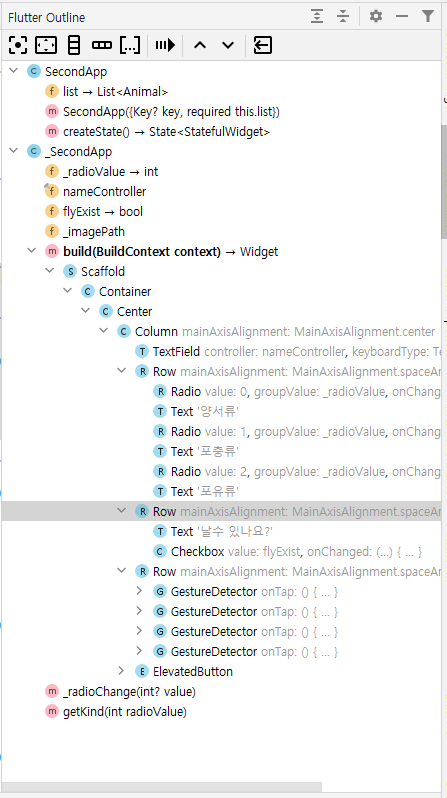 Flutter Outline
SecondApp
list → List<Animal>
SecondApp({Key? key, required this.list})
createState() → State<StatefulWidget>
_SecondApp
_radioValue → int
nameController
flyExist → bool
_imagePath
build(BuildContext context) → Widget
Scaffold
Container
Center
Column mainAxisAlignment: MainAxisAlignment.center
TextField controller: nameController, keyboardType: Te
Row mainAxisAlignment: MainAxisAlignment.spaceAr
Radio value: 0, groupValue: _radioValue, onChang
Text '양서류'
Radio value: 1, groupValue: _radioValue, onChang
Text '포충류'
Radio value: 2, groupValue: _radioValue, onChang
Text '포유류'
Row mainAxisAlignment: MainAxisAlignment.spaceAr
Text '날수 있나요?'
Checkbox value: flyExist, onChanged: (...) { ... }
Row mainAxisAlignment: MainAxisAlignment.spaceAr
GestureDetector onTap: () { ... }
GestureDetector onTap: () { ... }
GestureDetector onTap: () { ... }
GestureDetector onTap: () { ... }
ElevatedButton
_radioChange(int? value)
getKind(int radioValue)